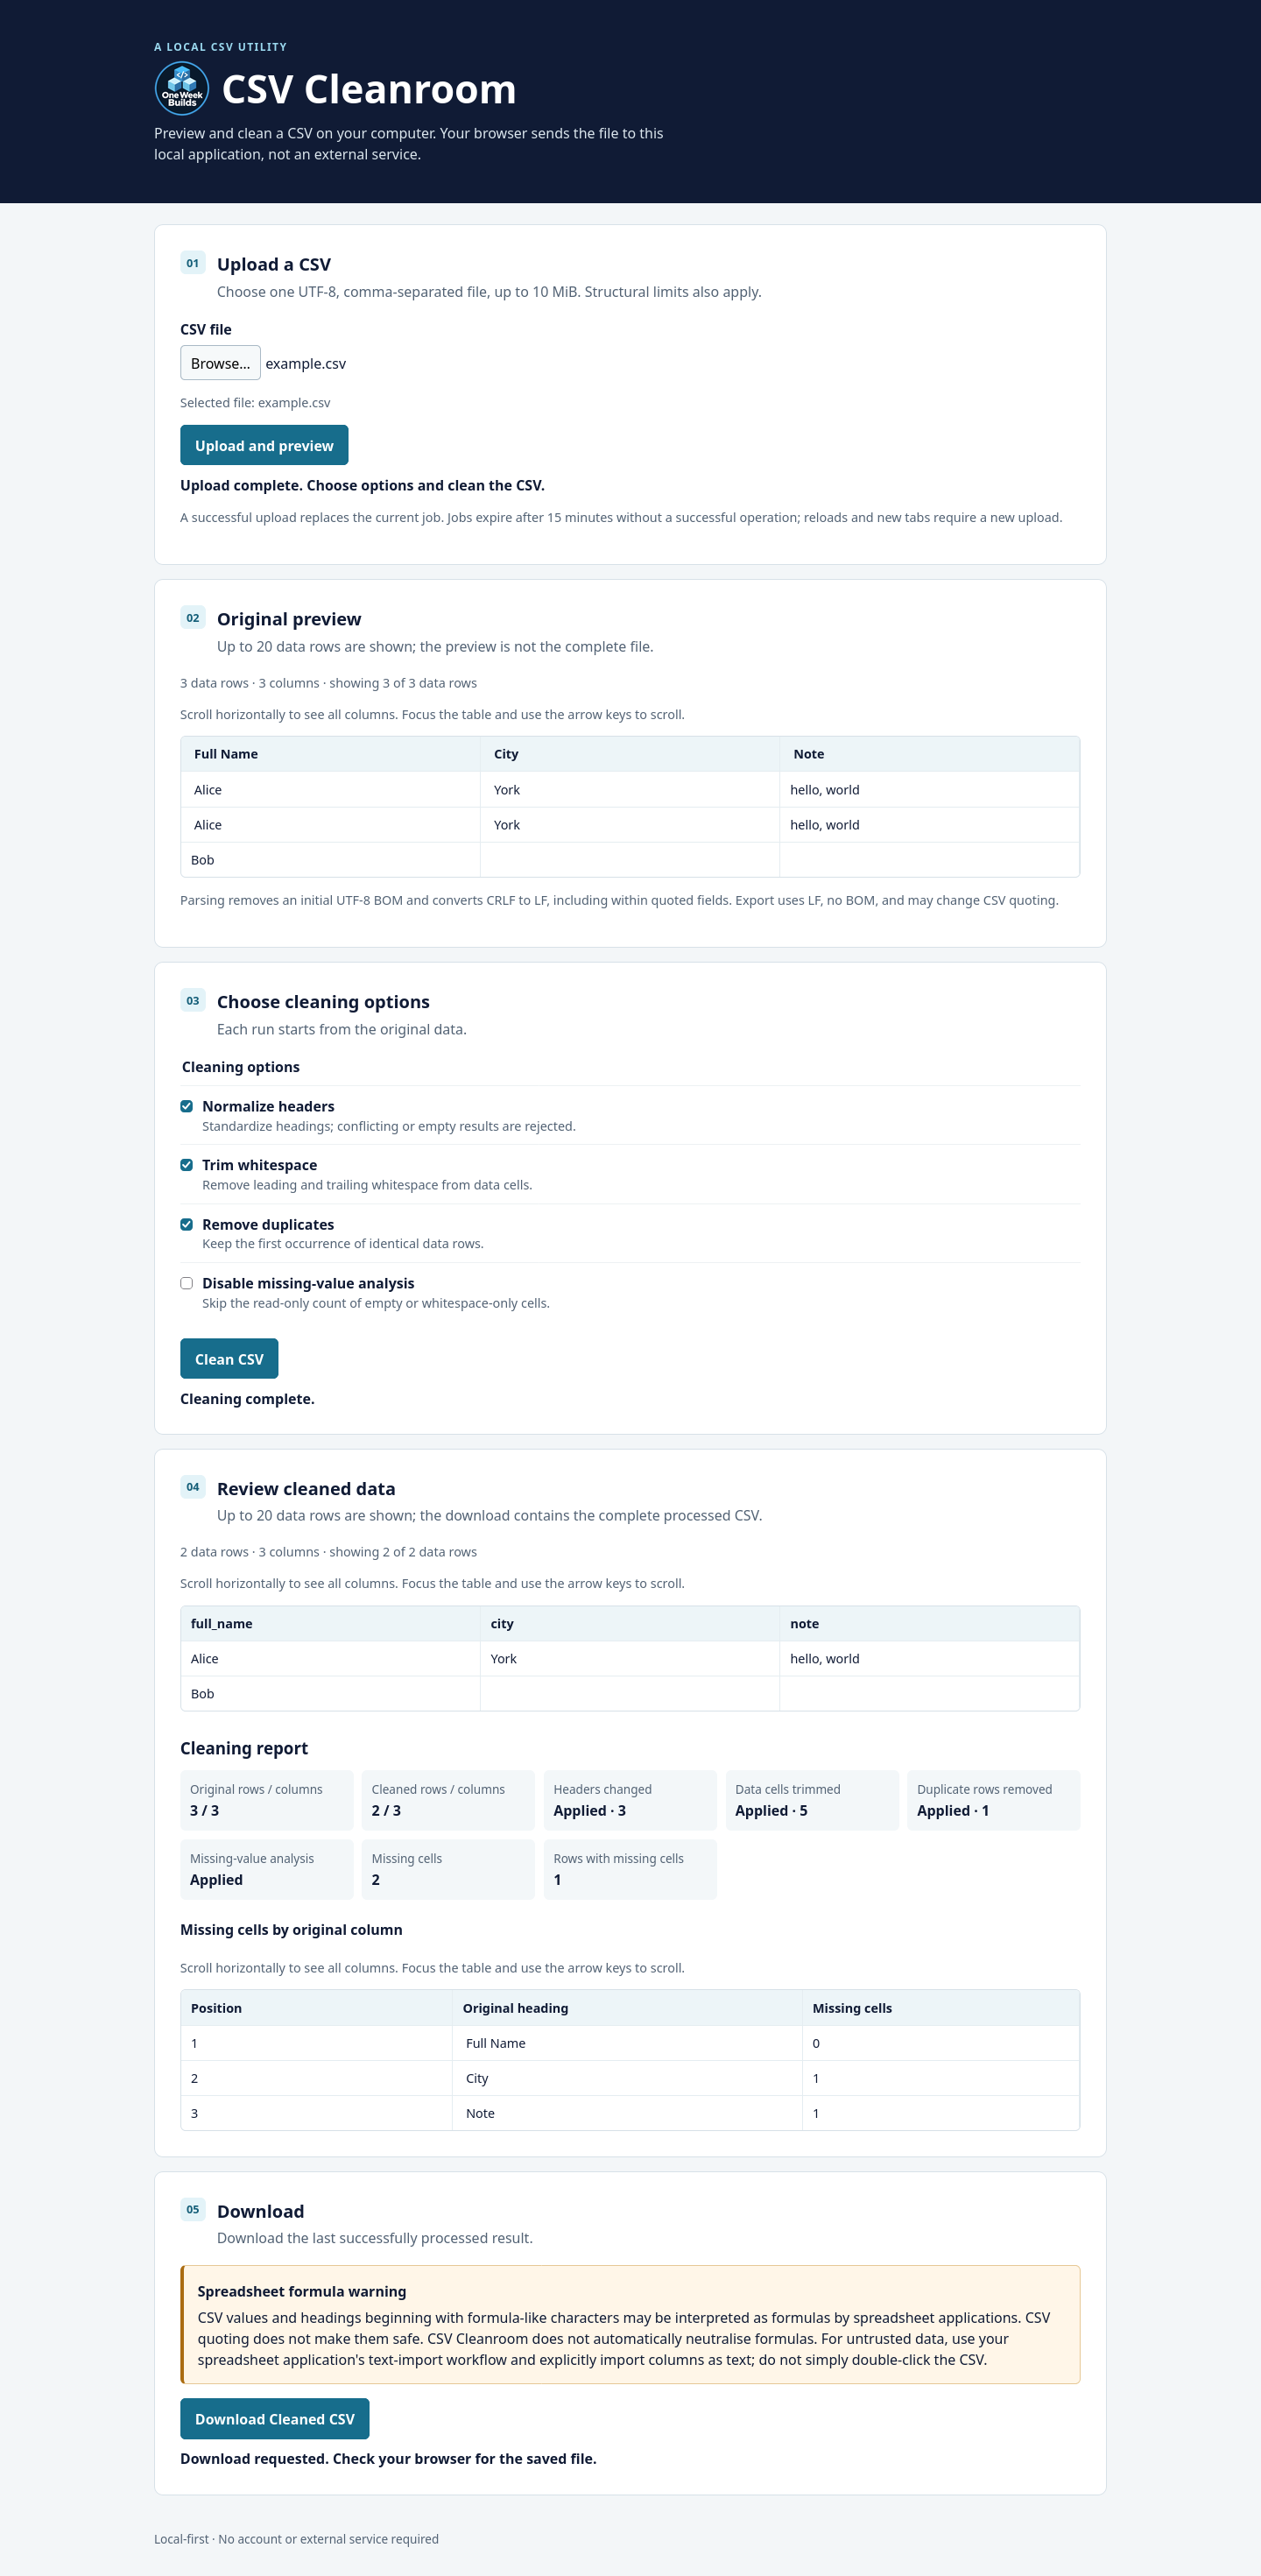 A LOCAL CSV UTILITY
One Week
Builds
CSV Cleanroom
Preview and clean a CSV on your computer. Your browser sends the file to this
local application, not an external service.
01
Upload a CSV
Choose one UTF-8, comma-separated file, up to 10 MiB. Structural limits also apply.
CSV file
Browse... example.csv
Selected file: example.csv
Upload and preview
Upload complete. Choose options and clean the CSV.
A successful upload replaces the current job. Jobs expire after 15 minutes without a successful operation; reloads and new tabs require a new upload.
02
Original preview
Up to 20 data rows are shown; the preview is not the complete file.
3 data rows · 3 columns · showing 3 of 3 data rows
Scroll horizontally to see all columns. Focus the table and use the arrow keys to scroll.
Full Name City Note
Alice York hello, world
Alice York hello, world
Bob
Parsing removes an initial UTF-8 BOM and converts CRLF to LF, including within quoted fields. Export uses LF, no BOM, and may change CSV quoting.
03
Choose cleaning options
Each run starts from the original data.
Cleaning options
Normalize headers
Standardize headings; conflicting or empty results are rejected.
Trim whitespace
Remove leading and trailing whitespace from data cells.
Remove duplicates
Keep the first occurrence of identical data rows.
Disable missing-value analysis
Skip the read-only count of empty or whitespace-only cells.
Clean CSV
Cleaning complete.
04
Review cleaned data
Up to 20 data rows are shown; the download contains the complete processed CSV.
2 data rows · 3 columns · showing 2 of 2 data rows
Scroll horizontally to see all columns. Focus the table and use the arrow keys to scroll.
full_name city note
Alice York hello, world
Bob
Cleaning report
Original rows / columns Cleaned rows / columns Headers changed Data cells trimmed Duplicate rows removed
3 / 3 2 / 3 Applied · 3 Applied · 5 Applied · 1
Missing-value analysis Missing cells Rows with missing cells
Applied 2 1
Missing cells by original column
Scroll horizontally to see all columns. Focus the table and use the arrow keys to scroll.
Position Original heading Missing cells
1 Full Name 0
2 City 1
3 Note 1
05
Download
Download the last successfully processed result.
Spreadsheet formula warning
CSV values and headings beginning with formula-like characters may be interpreted as formulas by spreadsheet applications. CSV
quoting does not make them safe. CSV Cleanroom does not automatically neutralise formulas. For untrusted data, use your
spreadsheet application's text-import workflow and explicitly import columns as text; do not simply double-click the CSV.
Download Cleaned CSV
Download requested. Check your browser for the saved file.
Local-first · No account or external service required